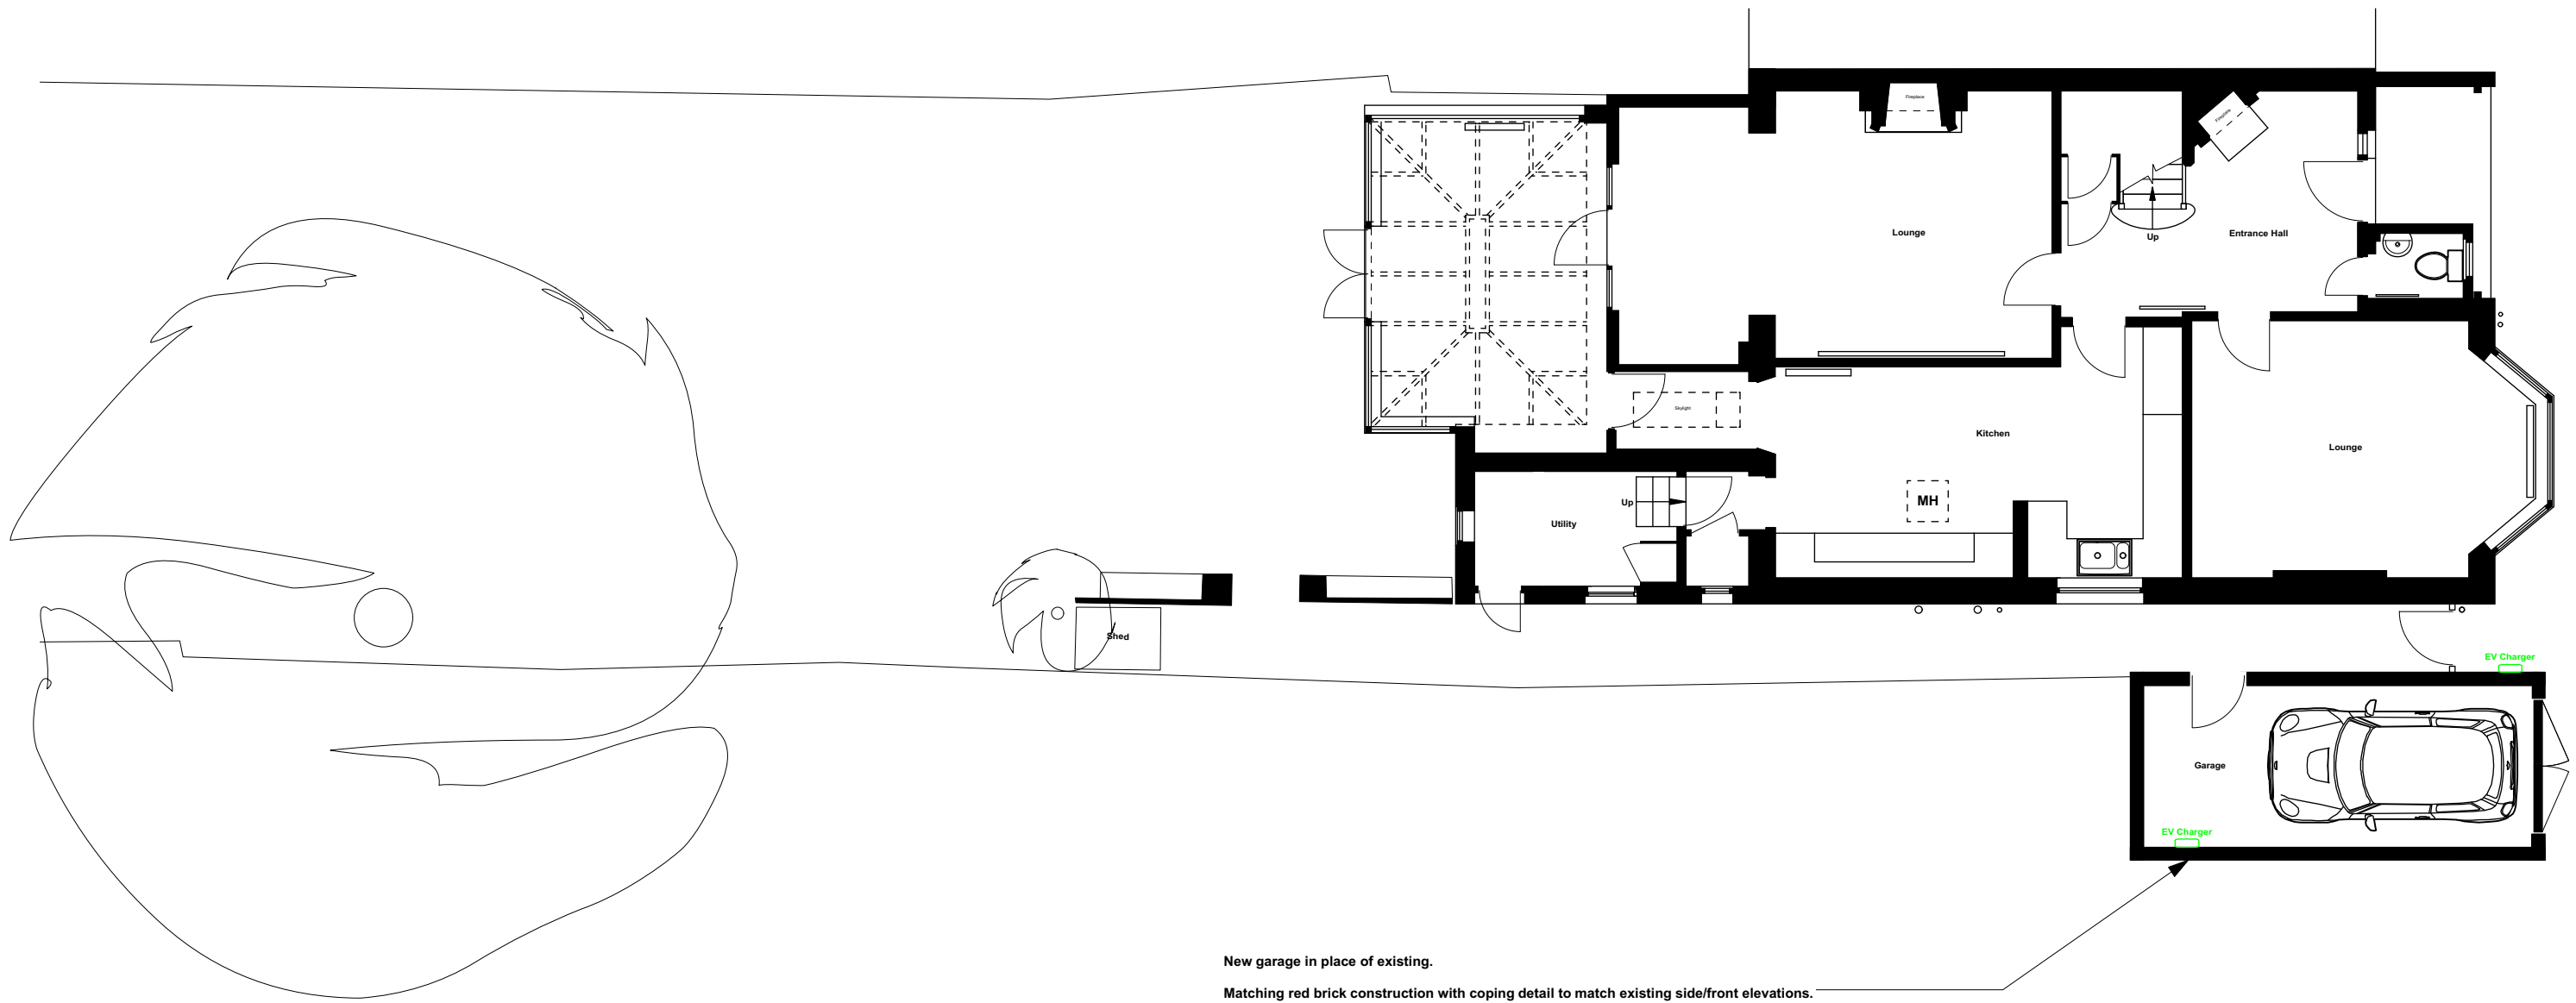 Fireplace
Fireplace
Lounge
Up
Entrance Hall
Skylight
Kitchen
Lounge
MH
Up
Utility
Shed
EV Charger
Garage
EV Charger
New garage in place of existing.
Matching red brick construction with coping detail to match existing side/front elevations.